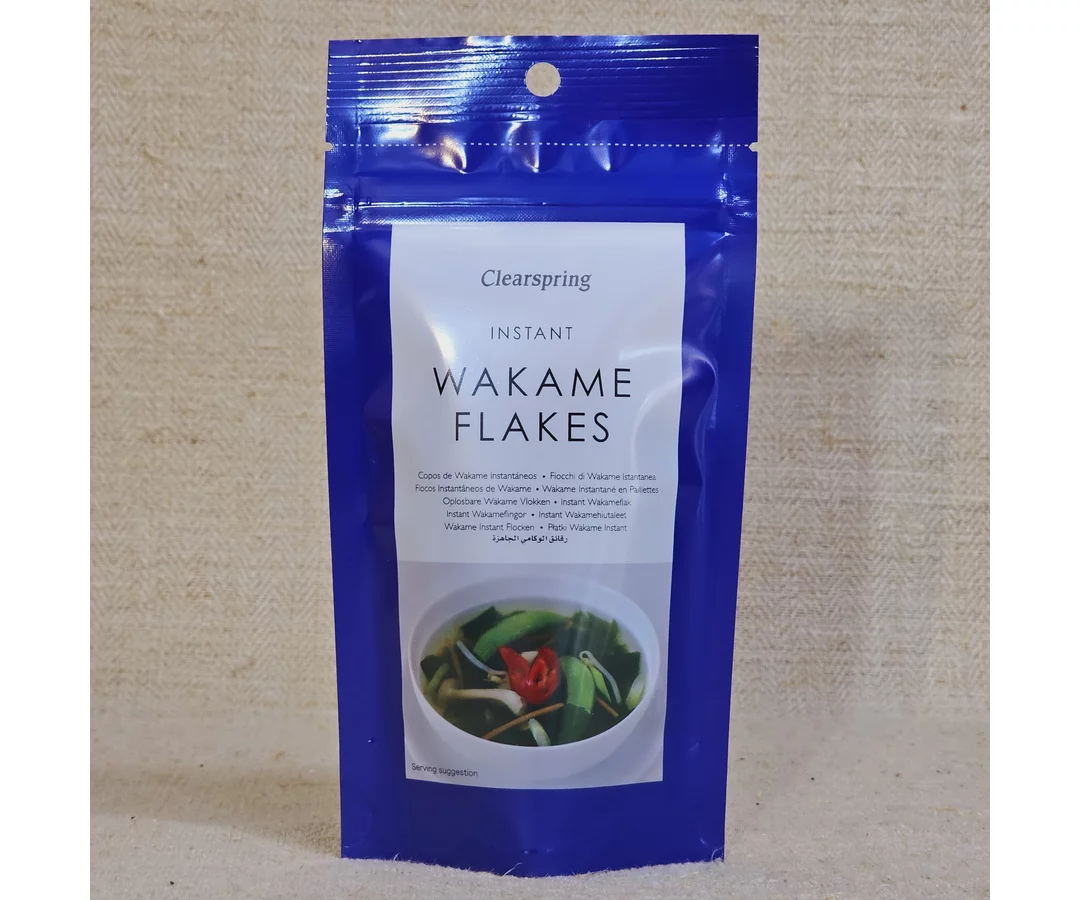 Clearspring
INSTANT
WAKAME
FLAKES
Copos de Wakame Instantáneos • Fiocchi di Wakame Istantanea
Flocos Instantâneos de Wakame • Wakame Instantané en Paillettes
Oplosbare Wakame Vlokken • Instant Wakameflak
Instant Wakameflingor • Instant Wakamehiutaleet
Wakame Instant Flocken • Płatki Wakame Instant
رقائق الوكامي الجاهزة
Serving suggestion